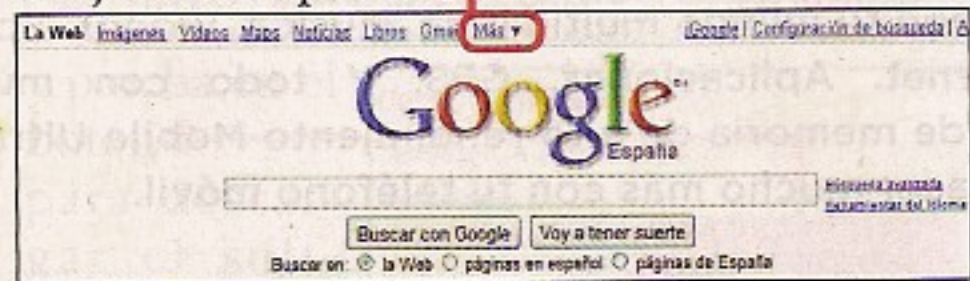 La Web Imágenes Vídeos Maps Noticias Libros Gmail Más ▼ iGoogle | Configuración de búsqueda |
Google
España
Búsqueda avanzada
Herramientas del idioma
Buscar con Google Voy a tener suerte
Buscar en: la Web páginas en español páginas de España